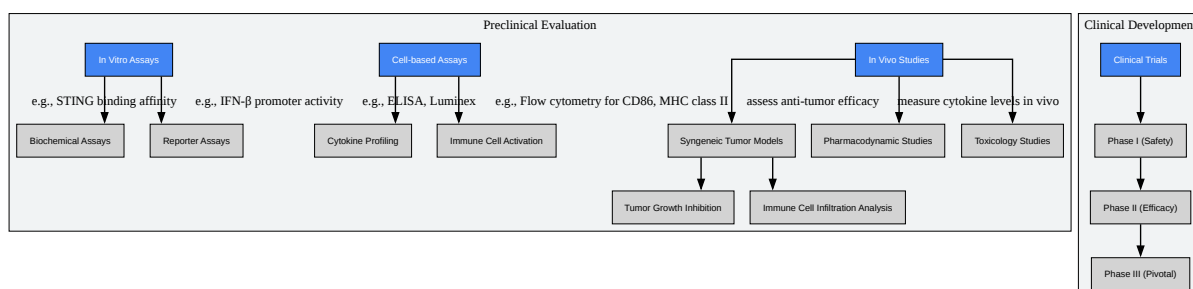 Preclinical Evaluation
Clinical Developmen
In Vitro Assays
Cell-based Assays
In Vivo Studies
Clinical Trials
e.g., STING binding affinity
e.g., IFN-β promoter activity
e.g., ELISA, Luminex
e.g., Flow cytometry for CD86, MHC class II
assess anti-tumor efficacy
measure cytokine levels in vivo
Biochemical Assays
Reporter Assays
Cytokine Profiling
Immune Cell Activation
Syngeneic Tumor Models
Pharmacodynamic Studies
Toxicology Studies
Phase I (Safety)
Tumor Growth Inhibition
Immune Cell Infiltration Analysis
Phase II (Efficacy)
Phase III (Pivotal)